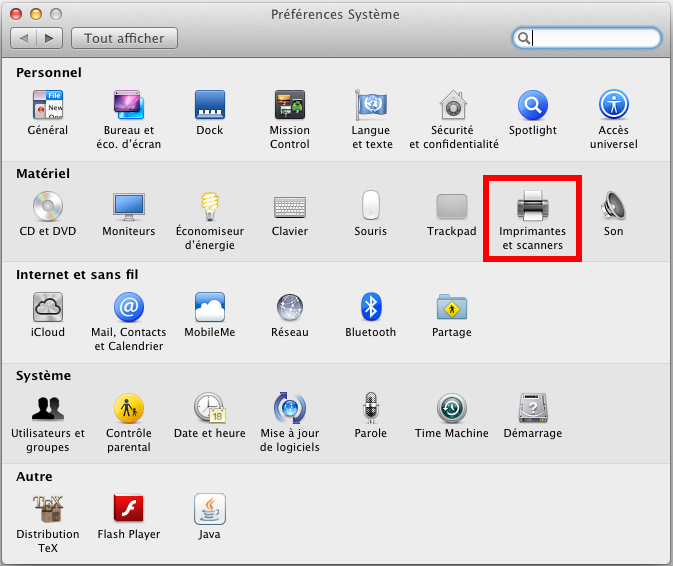 Préférences Système
Tout afficher
Personnel
File
New
One
Général
Bureau et
éco. d'écran
Dock
Mission
Control
Langue
et texte
Sécurité
et confidentialité
Spotlight
Accès
universel
Matériel
CD et DVD
Moniteurs
Économiseur
d'énergie
Clavier
Souris
Trackpad
Imprimantes
et scanners
Son
Internet et sans fil
iCloud
Mail, Contacts
et Calendrier
MobileMe
Réseau
Bluetooth
Partage
Système
18
Utilisateurs et
groupes
Contrôle
parental
Date et heure
Mise à jour
de logiciels
Parole
Time Machine
Démarrage
Autre
TeX
Distribution
TeX
Flash Player
Java